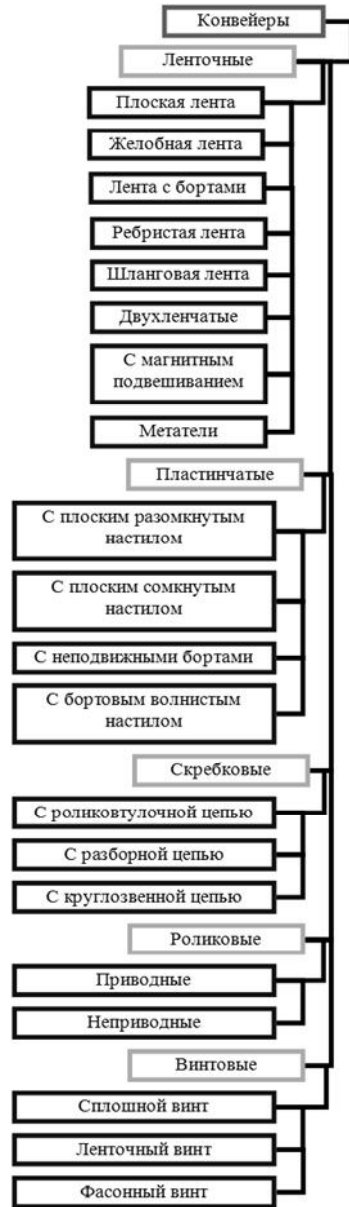 Конвейеры
Ленточные
Плоская лента
Желобная лента
Лента с бортами
Ребристая лента
Шланговая лента
Двухленчатые
С магнитным
подвешиванием
Метатели
Пластинчатые
С плоским разомкнутым
настилом
С плоским сомкнутым
настилом
С неподвижными бортами
С бортовым волнистым
настилом
Скребковые
С роликовтулочной цепью
С разборной цепью
С круглозвенной цепью
Роликовые
Приводные
Неприводные
Винтовые
Сплошной винт
Ленточный винт
Фасонный винт